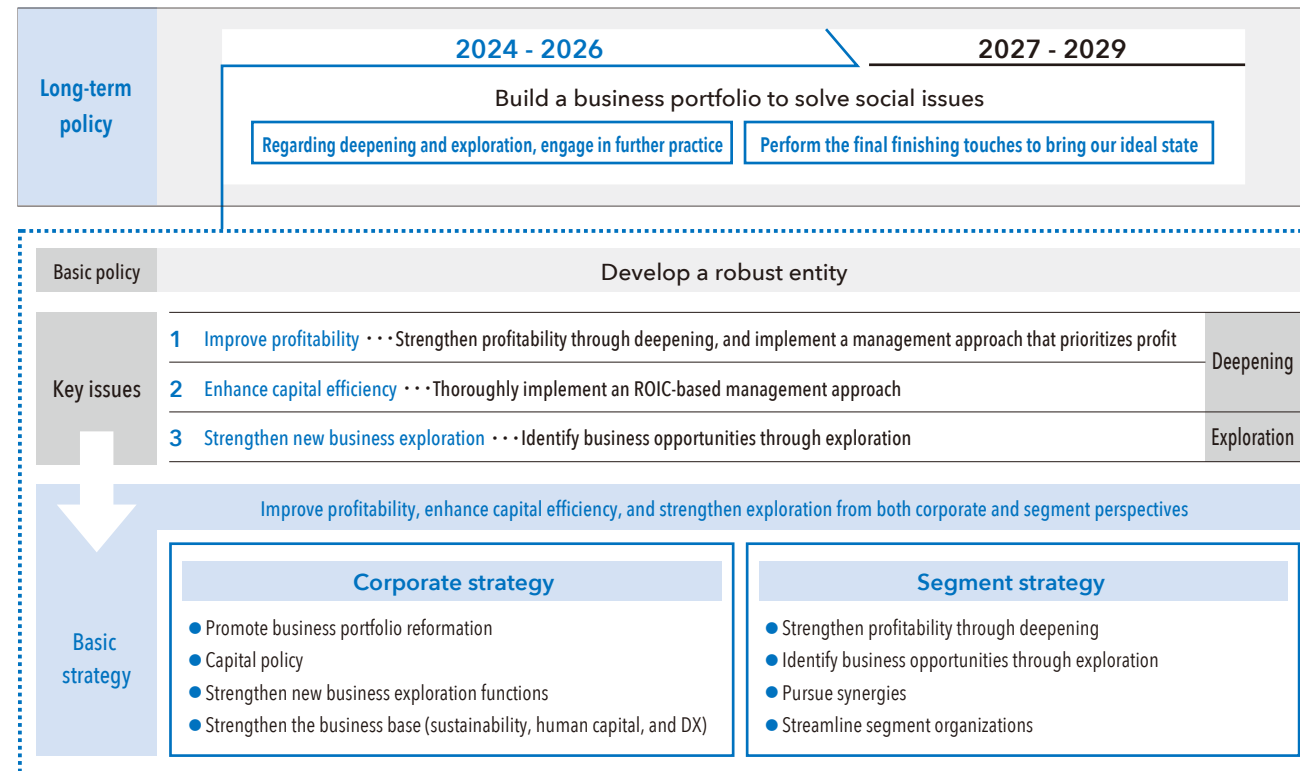 Long-term
policy
2024 - 2026
2027 - 2029
Build a business portfolio to solve social issues
Regarding deepening and exploration, engage in further practice
Perform the final finishing touches to bring our ideal state
Basic policy
Develop a robust entity
Key issues
1 Improve profitability ・・・Strengthen profitability through deepening, and implement a management approach that prioritizes profit
2 Enhance capital efficiency ・・・Thoroughly implement an ROIC-based management approach
Deepening
3 Strengthen new business exploration ・・・Identify business opportunities through exploration
Exploration
Improve profitability, enhance capital efficiency, and strengthen exploration from both corporate and segment perspectives
Basic
strategy
Corporate strategy
● Promote business portfolio reformation
● Capital policy
● Strengthen new business exploration functions
● Strengthen the business base (sustainability, human capital, and DX)
Segment strategy
● Strengthen profitability through deepening
● Identify business opportunities through exploration
● Pursue synergies
● Streamline segment organizations